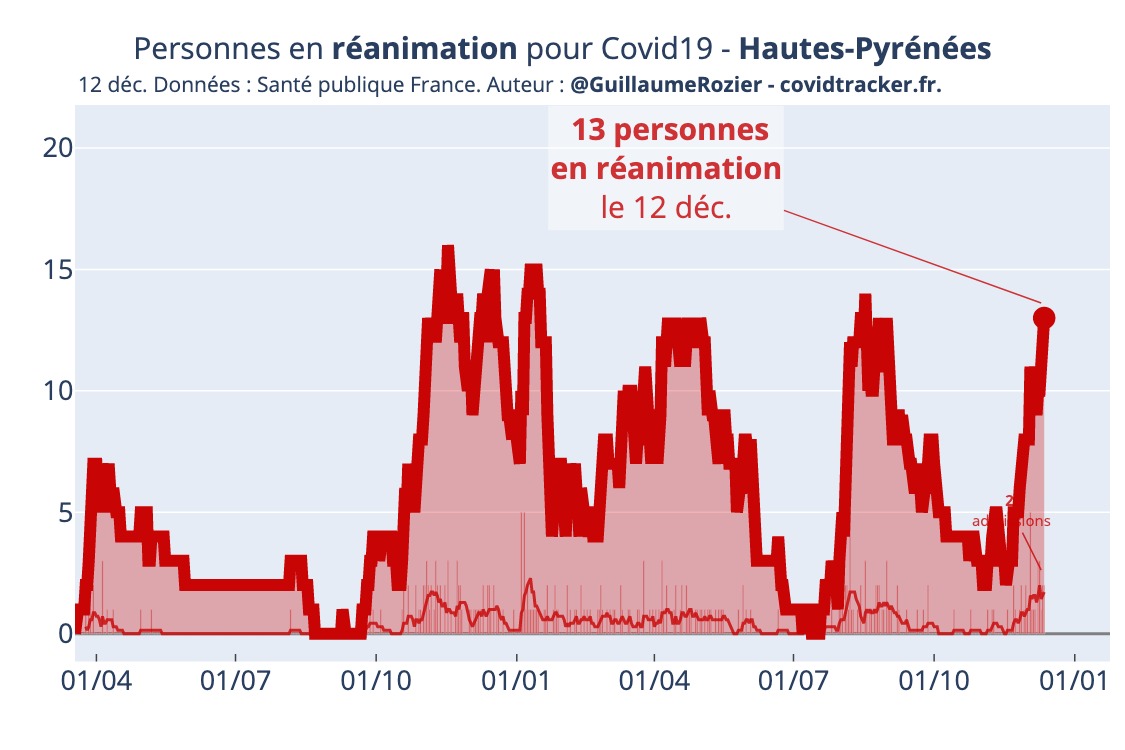 Personnes en réanimation pour Covid19 - Hautes-Pyrénées
12 déc. Données : Santé publique France. Auteur : @GuillaumeRozier - covidtracker.fr.
13 personnes
en réanimation
le 12 déc.
20
15
10
5
0
2
admissions
01/04
01/07
01/10
01/01
01/04
01/07
01/10
01/01